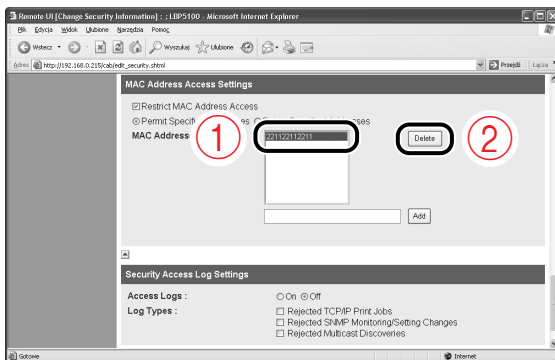 Remote UI [Change Security Information] : ; LBP5100 - Microsoft Internet Explorer
Plik Edycja Widok Ulubione Narzędzia Pomoc
Wstecz Wyszukaj Ulubione
Adres http://192.168.0.215/cab/edit_security.shtml Przejdź Łącza
MAC Address Access Settings
Restrict MAC Address Access
Permit Specif
MAC Address 221122112211 Delete
1 2
Add
Security Access Log Settings
Access Logs : On Off
Log Types : Rejected TCP/IP Print Jobs
Rejected SNMP Monitoring/Setting Changes
Rejected Multicast Discoveries
Gotowe Internet